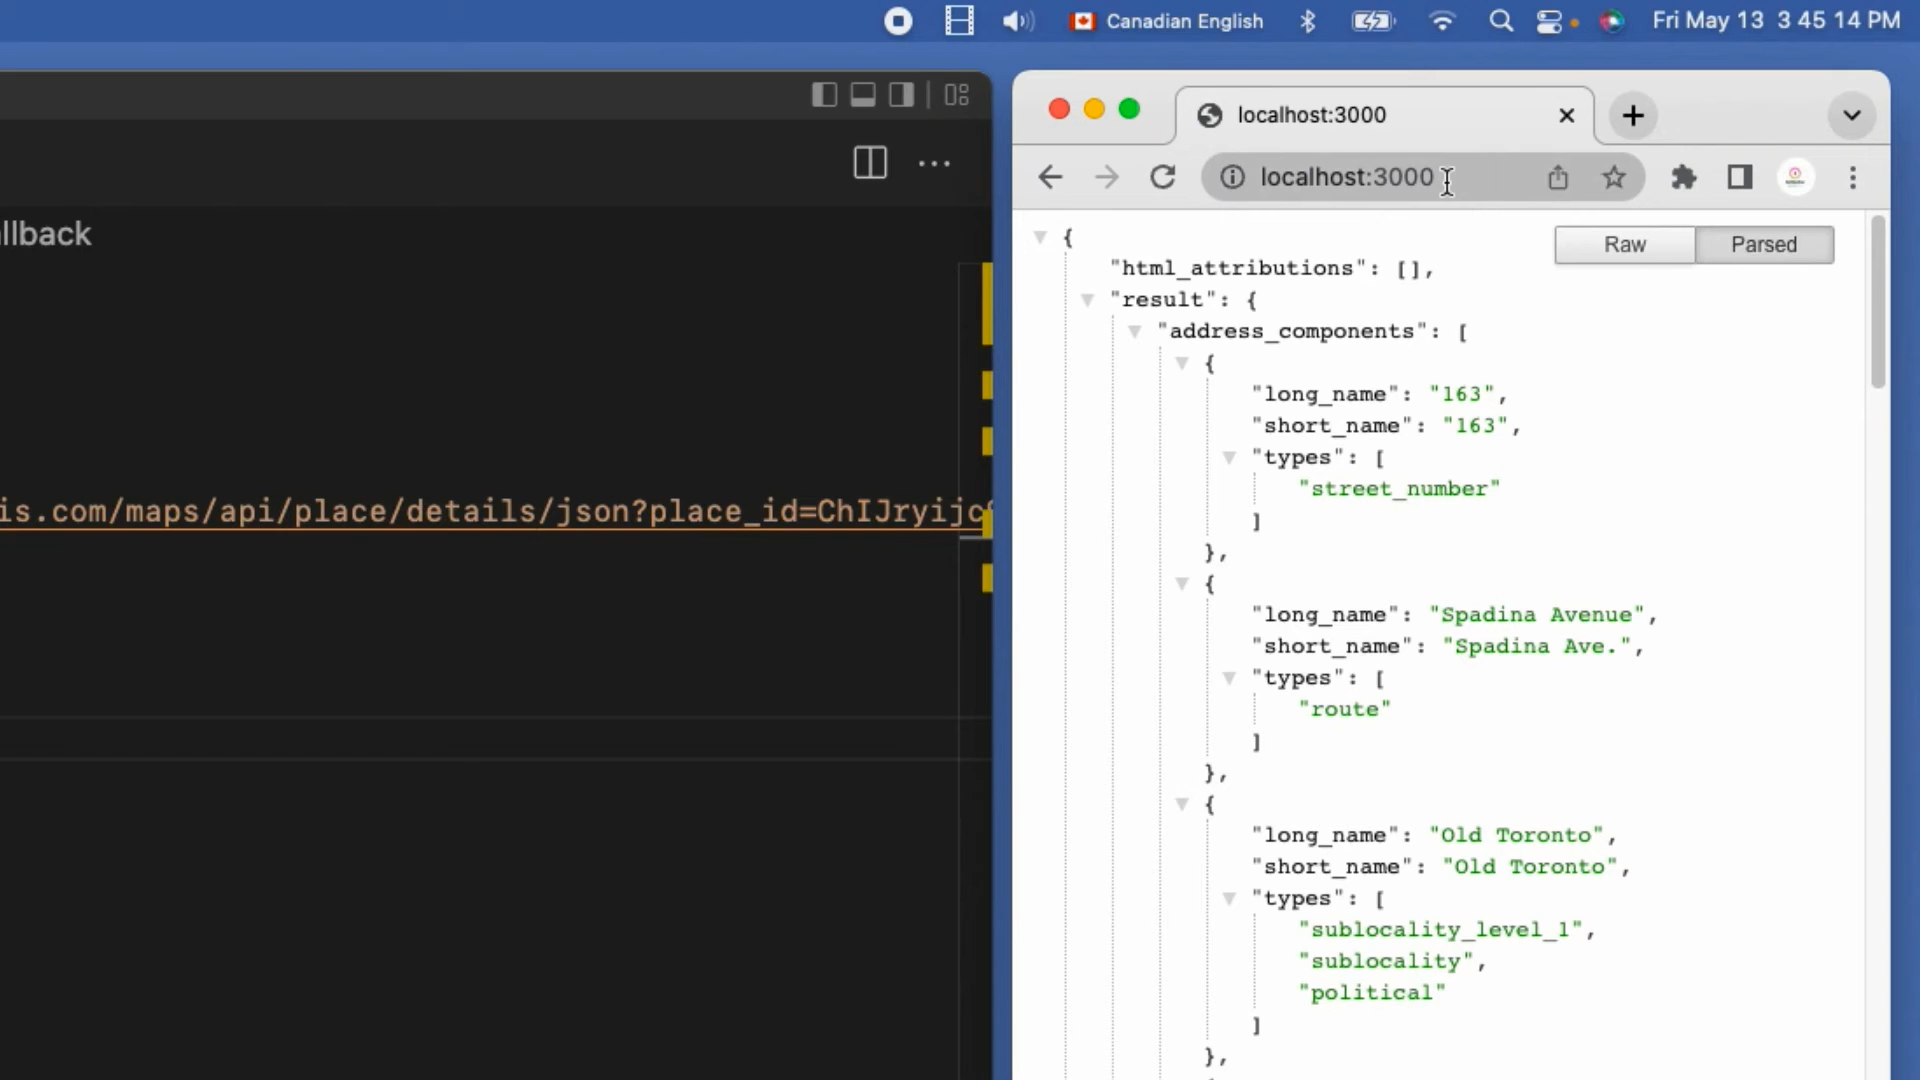 Canadian English
Fri May 13 3 45 14 PM
llback
is.com/maps/api/place/details/json?place_id=ChIJryijc
localhost:3000
localhost:3000
Raw
Parsed
{
"html_attributions": [],
"result": {
"address_components": [
{
"long_name": "163",
"short_name": "163",
"types": [
"street_number"
]
},
{
"long_name": "Spadina Avenue",
"short_name": "Spadina Ave.",
"types": [
"route"
]
},
{
"long_name": "Old Toronto",
"short_name": "Old Toronto",
"types": [
"sublocality_level_1",
"sublocality",
"political"
]
},